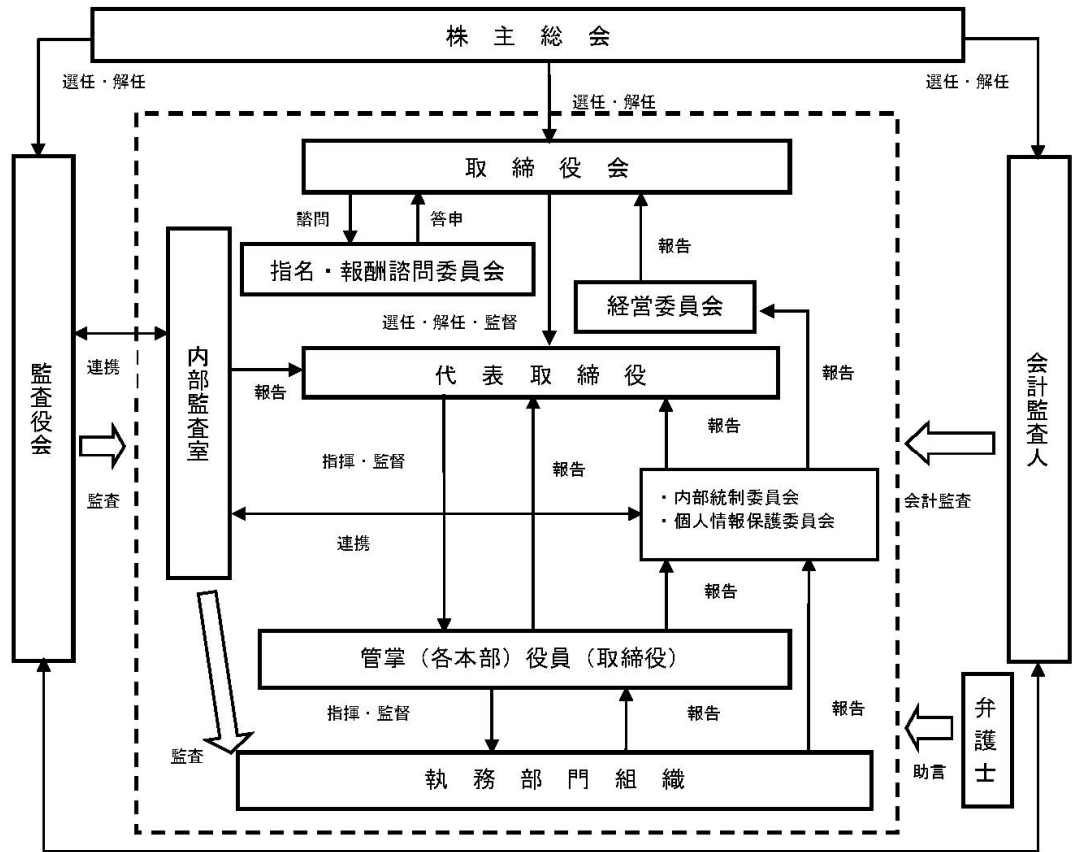 株主総会
選任・解任
選任・解任
選任・解任
取締役会
諮問
答申
報告
指名・報酬諮問委員会
経営委員会
選任・解任・監督
代表取締役
報告
報告
監査役会
連携
監査
内部監査室
報告
指揮・監督
報告
・内部統制委員会
・個人情報保護委員会
連携
報告
会計監査人
会計監査
管掌（各本部）役員（取締役）
指揮・監督
報告
報告
監査
執務部門組織
弁護士
助言